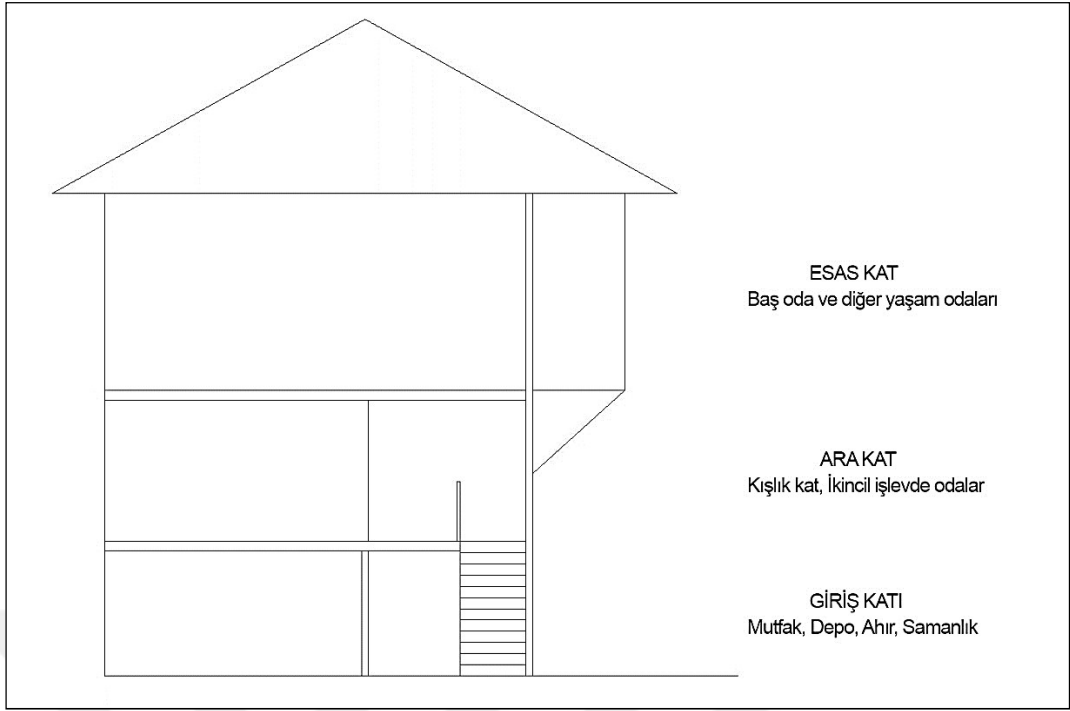 ESAS KAT
Baş oda ve diğer yaşam odaları
ARA KAT
Kışlık kat, İkincil işlevde odalar
GİRİŞ KATI
Mutfak, Depo, Ahır, Samanlık